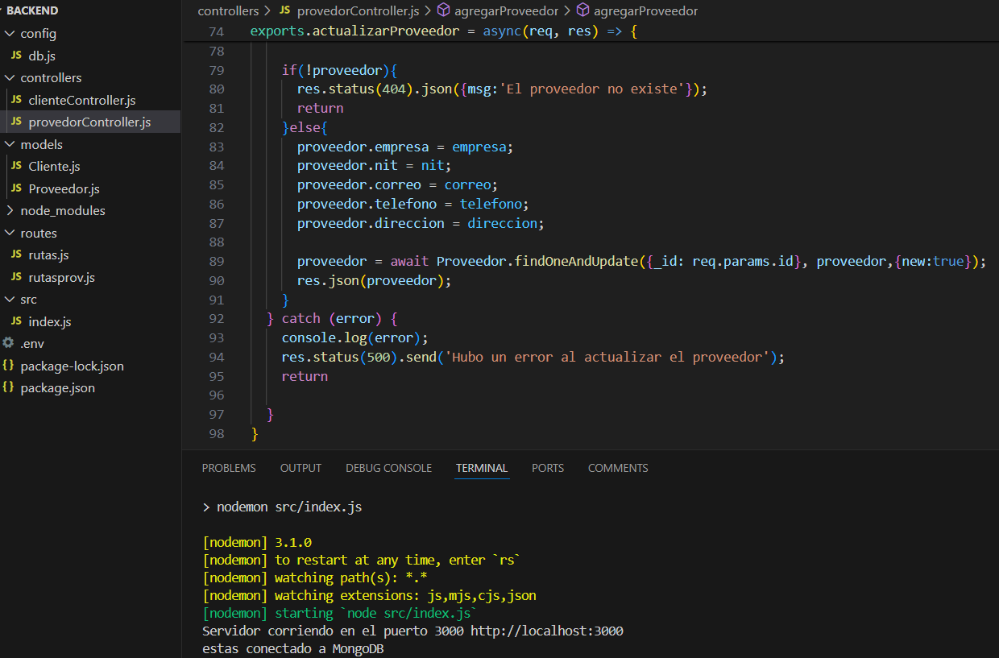 BACKEND
config
JS db.js
controllers
JS clienteController.js
JS provedorController.js
models
JS Cliente.js
JS Proveedor.js
node_modules
routes
JS rutas.js
JS rutasprov.js
src
JS index.js
.env
{} package-lock.json
{} package.json
controllers > JS provedorController.js > agregarProveedor > agregarProveedor
74 exports.actualizarProveedor = async(req, res) => {
78
79 if(!proveedor){
80 res.status(404).json({msg:'El proveedor no existe'});
81 return
82 }else{
83 proveedor.empresa = empresa;
84 proveedor.nit = nit;
85 proveedor.correo = correo;
86 proveedor.telefono = telefono;
87 proveedor.direccion = direccion;
88
89 proveedor = await Proveedor.findOneAndUpdate({_id: req.params.id}, proveedor,{new:true});
90 res.json(proveedor);
91 }
92 } catch (error) {
93 console.log(error);
94 res.status(500).send('Hubo un error al actualizar el proveedor');
95 return
96
97 }
98 }
PROBLEMS OUTPUT DEBUG CONSOLE TERMINAL PORTS COMMENTS
> nodemon src/index.js
[nodemon] 3.1.0
[nodemon] to restart at any time, enter `rs`
[nodemon] watching path(s): *.*
[nodemon] watching extensions: js,mjs,cjs,json
[nodemon] starting `node src/index.js`
Servidor corriendo en el puerto 3000 http://localhost:3000
estas conectado a MongoDB